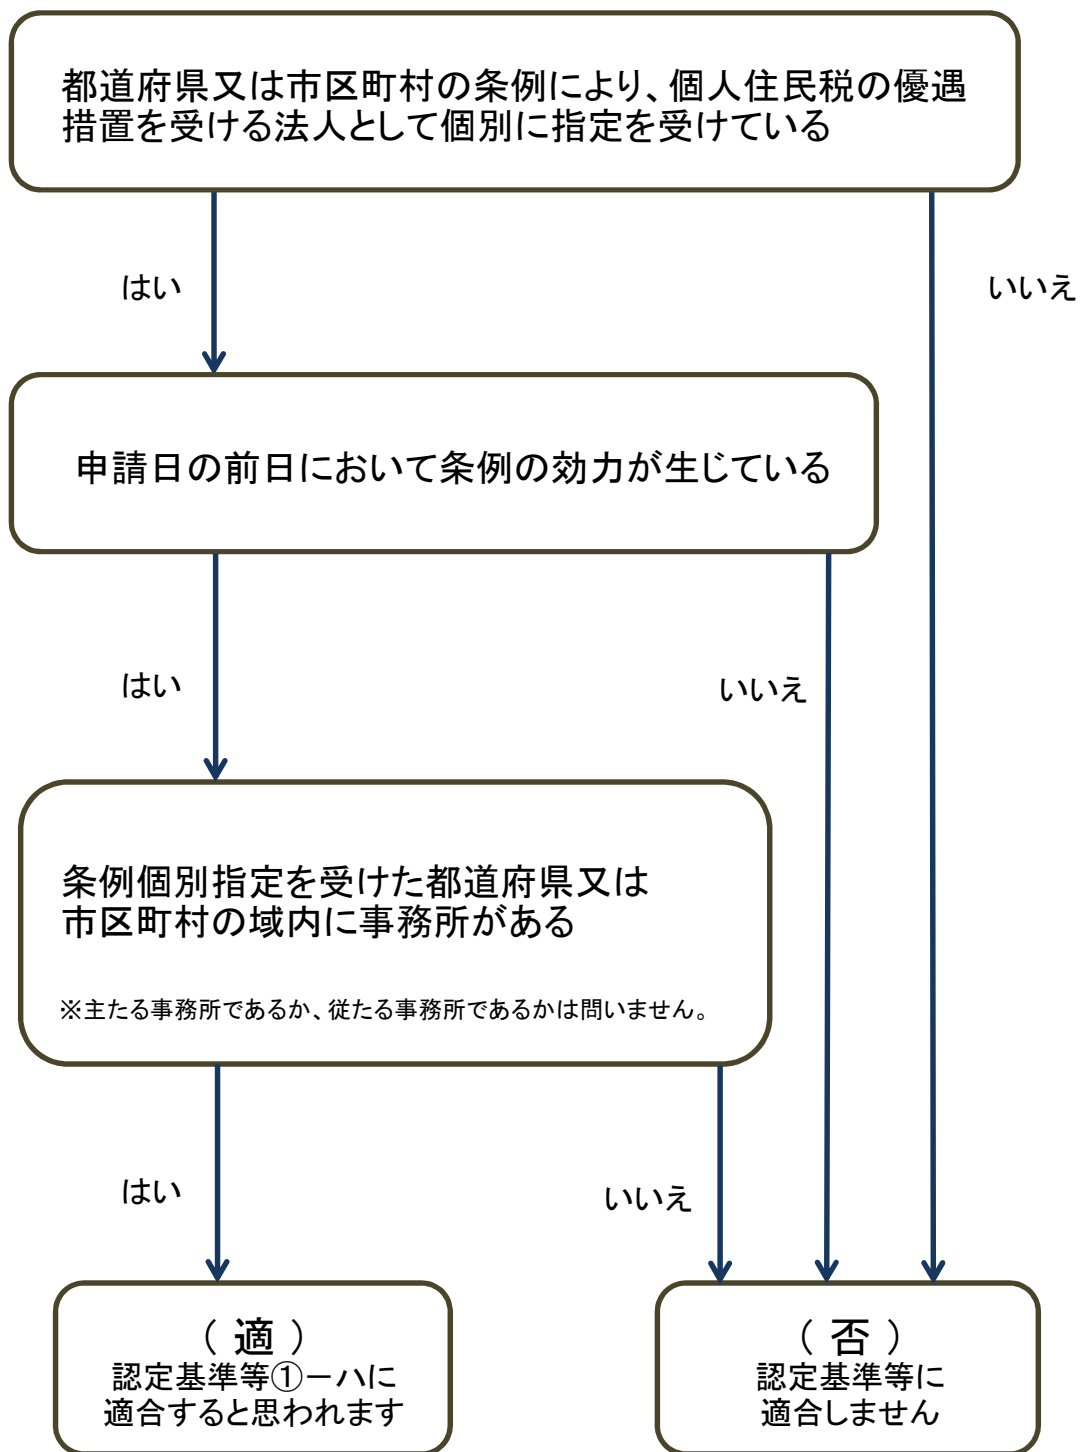 都道府県又は市区町村の条例により、個人住民税の優遇
措置を受ける法人として個別に指定を受けている
はい
いいえ
申請日の前日において条例の効力が生じている
はい
いいえ
条例個別指定を受けた都道府県又は
市区町村の域内に事務所がある
※主たる事務所であるか、従たる事務所であるかは問いません。
はい
いいえ
（ 適 ）
認定基準等①－ハに
適合すると思われます
（ 否 ）
認定基準等に
適合しません